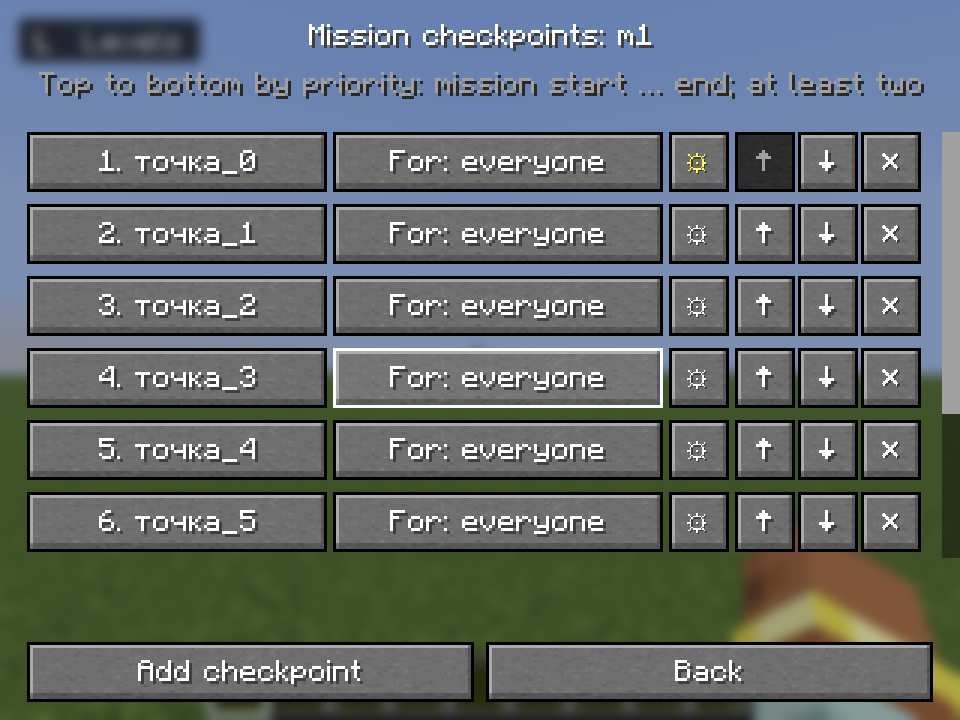 L Levels
Mission checkpoints: m1
Top to bottom by priority: mission start ... end; at least two
1. точка_0 For: everyone ☼ ↑ ↓ ×
2. точка_1 For: everyone ☼ ↑ ↓ ×
3. точка_2 For: everyone ☼ ↑ ↓ ×
4. точка_3 For: everyone ☼ ↑ ↓ ×
5. точка_4 For: everyone ☼ ↑ ↓ ×
6. точка_5 For: everyone ☼ ↑ ↓ ×
Add checkpoint Back